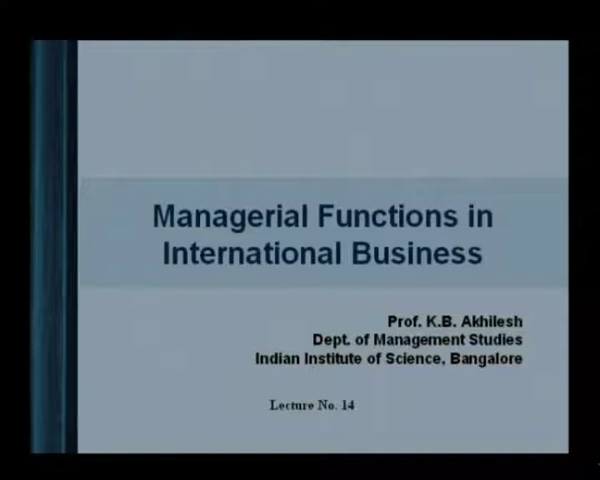 Managerial Functions in
International Business
Prof. K.B. Akhilesh
Dept. of Management Studies
Indian Institute of Science, Bangalore
Lecture No. 14